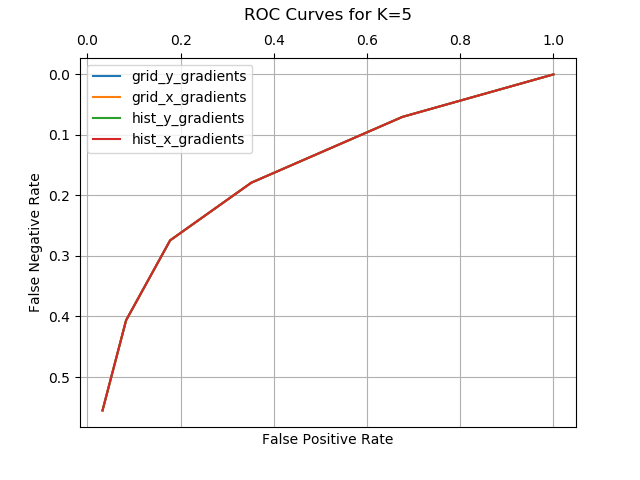 ROC Curves for K=5
0.0 0.2 0.4 0.6 0.8 1.0
grid_y_gradients
grid_x_gradients
hist_y_gradients
hist_x_gradients
0.0
0.1
0.2
0.3
0.4
0.5
False Negative Rate
False Positive Rate